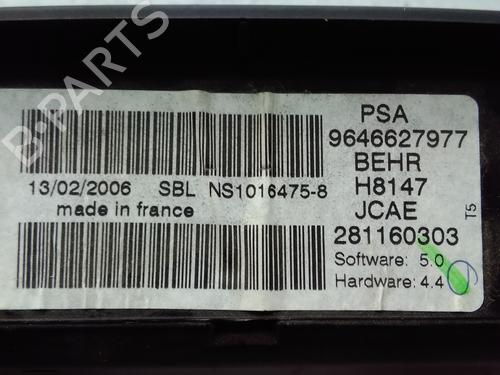 PSA
9646627977
BEHR
H8147
JCAE
281160303
Software: 5.0
Hardware: 4.4
T5
13/02/2006 SBL NS1016475-8
made in france
B-PARTS